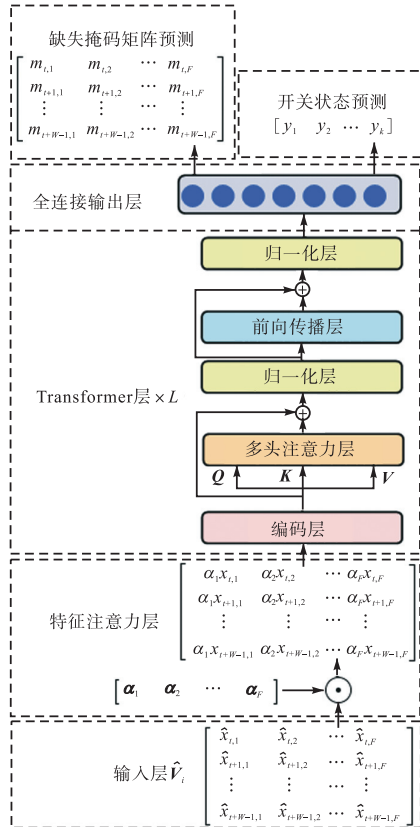 缺失掩码矩阵预测
m_{t,1} m_{t,2} ⋯ m_{t,F}
m_{t+1,1} m_{t+1,2} ⋯ m_{t+1,F}
⋮ ⋮ ⋮
m_{t+W-1,1} m_{t+W-1,2} ⋯ m_{t+W-1,F}
开关状态预测
[y_1 y_2 ⋯ y_k]
全连接输出层
归一化层
前向传播层
归一化层
Transformer层×L
多头注意力层
Q K V
编码层
特征注意力层
α_1x_{t,1} α_2x_{t,2} ⋯ α_Fx_{t,F}
α_1x_{t+1,1} α_2x_{t+1,2} ⋯ α_Fx_{t+1,F}
⋮ ⋮ ⋮
α_1x_{t+W-1,1} α_2x_{t+W-1,2} ⋯ α_Fx_{t+W-1,F}
[α_1 α_2 ⋯ α_F]
输入层V̂_i
x̂_{t,1} x̂_{t,2} ⋯ x̂_{t,F}
x̂_{t+1,1} x̂_{t+1,2} ⋯ x̂_{t+1,F}
⋮ ⋮ ⋮
x̂_{t+W-1,1} x̂_{t+W-1,2} ⋯ x̂_{t+W-1,F}